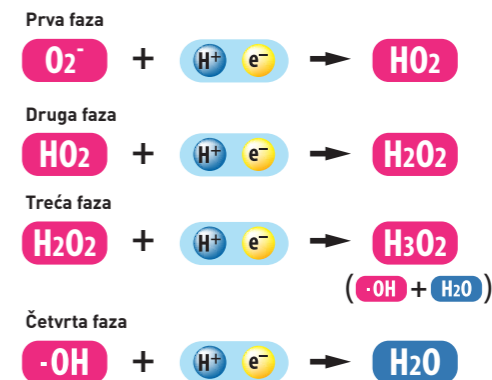 Prva faza
O2- + H+ e- → HO2
Druga faza
HO2 + H+ e- → H2O2
Treća faza
H2O2 + H+ e- → H3O2
(·OH + H2O)
Četvrta faza
·OH + H+ e- → H2O